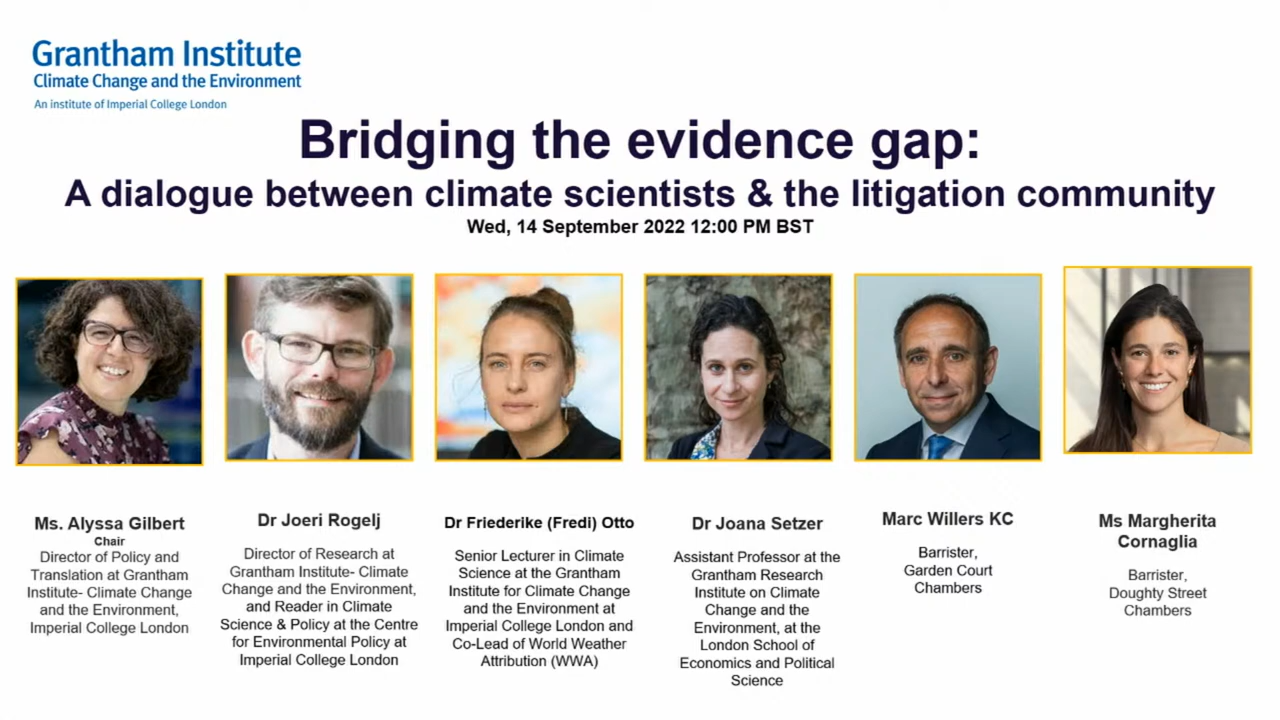 Grantham Institute
Climate Change and the Environment
An institute of Imperial College London
Bridging the evidence gap:
A dialogue between climate scientists & the litigation community
Wed, 14 September 2022 12:00 PM BST
Ms. Alyssa Gilbert
Chair
Director of Policy and
Translation at Grantham
Institute- Climate Change
and the Environment,
Imperial College London
Dr Joeri Rogelj
Director of Research at
Grantham Institute- Climate
Change and the Environment,
and Reader in Climate
Science & Policy at the Centre
for Environmental Policy at
Imperial College London
Dr Friederike (Fredi) Otto
Senior Lecturer in Climate
Science at the Grantham
Institute for Climate Change
and the Environment at
Imperial College London and
Co-Lead of World Weather
Attribution (WWA)
Dr Joana Setzer
Assistant Professor at the
Grantham Research
Institute on Climate
Change and the
Environment, at the
London School of
Economics and Political
Science
Marc Willers KC
Barrister,
Garden Court
Chambers
Ms Margherita
Cornaglia
Barrister,
Doughty Street
Chambers